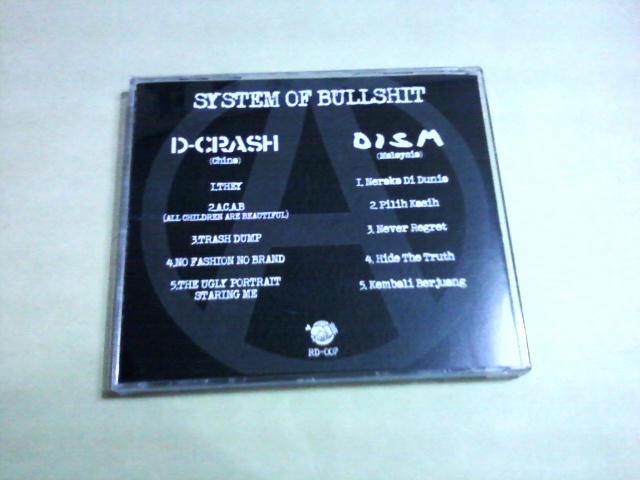 SYSTEM OF BULLSHIT
D-CRASH
(China)
1.THEY
2.A.C.A.B
(ALL CHILDREN ARE BEAUTIFUL)
3.TRASH DUMP
4.NO FASHION NO BRAND
5.THE UGLY PORTRAIT
STARING ME
DISM
(Malaysia)
1. Neraka Di Dunia
2. Pilih Kasih
3. Never Regret
4. Hide The Truth
5. Kembali Berjuang
RD-007